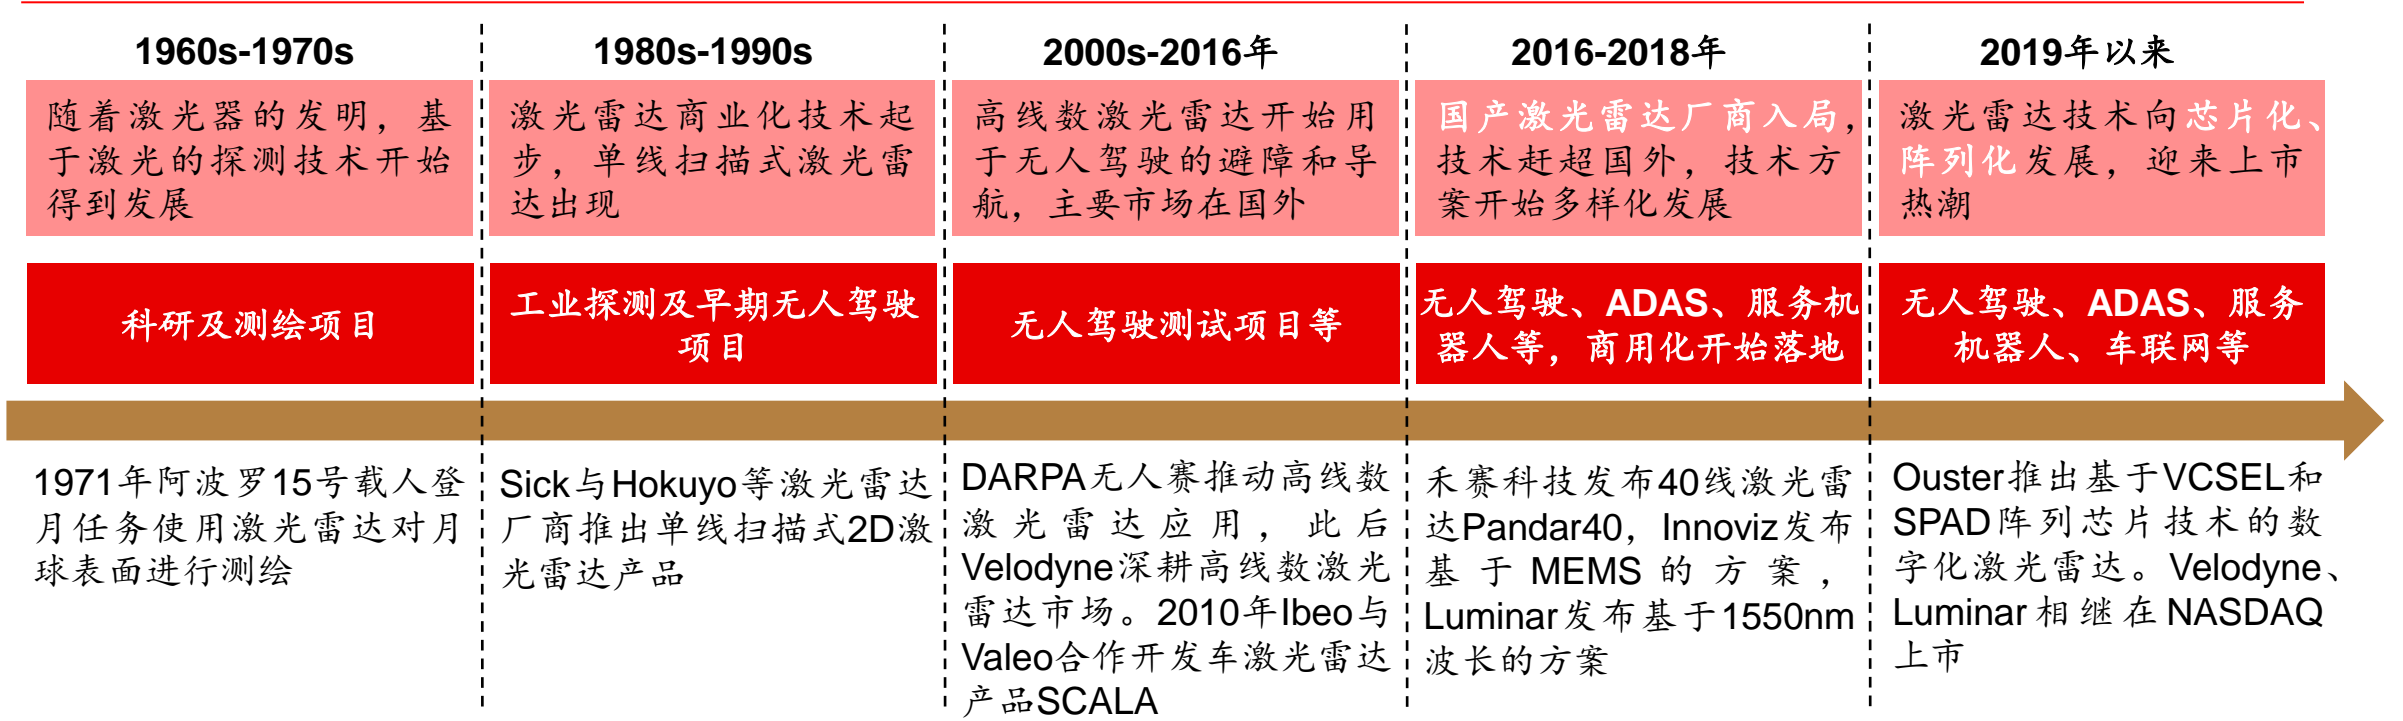 1960s-1970s
随着激光器的发明，基
于激光的探测技术开始
得到发展
科研及测绘项目
1971年阿波罗15号载人登
月任务使用激光雷达对月
球表面进行测绘
1980s-1990s
激光雷达商业化技术起
步，单线扫描式激光雷
达出现
工业探测及早期无人驾驶
项目
Sick与Hokuyo等激光雷达
厂商推出单线扫描式2D激
光雷达产品
2000s-2016年
高线数激光雷达开始用
于无人驾驶的避障和导
航，主要市场在国外
无人驾驶测试项目等
DARPA无人赛推动高线数
激光雷达应用，此后
Velodyne深耕高线数激光
雷达市场。2010年Ibeo与
Valeo合作开发车激光雷达
产品SCALA
2016-2018年
国产激光雷达厂商入局，
技术赶超国外，技术方
案开始多样化发展
无人驾驶、ADAS、服务机
器人等，商用化开始落地
禾赛科技发布40线激光雷
达Pandar40，Innoviz发布
基于MEMS的方案，
Luminar发布基于1550nm
波长的方案
2019年以来
激光雷达技术向芯片化、
阵列化发展，迎来上市
热潮
无人驾驶、ADAS、服务
机器人、车联网等
Ouster推出基于VCSEL和
SPAD阵列芯片技术的数
字化激光雷达。Velodyne、
Luminar相继在NASDAQ
上市